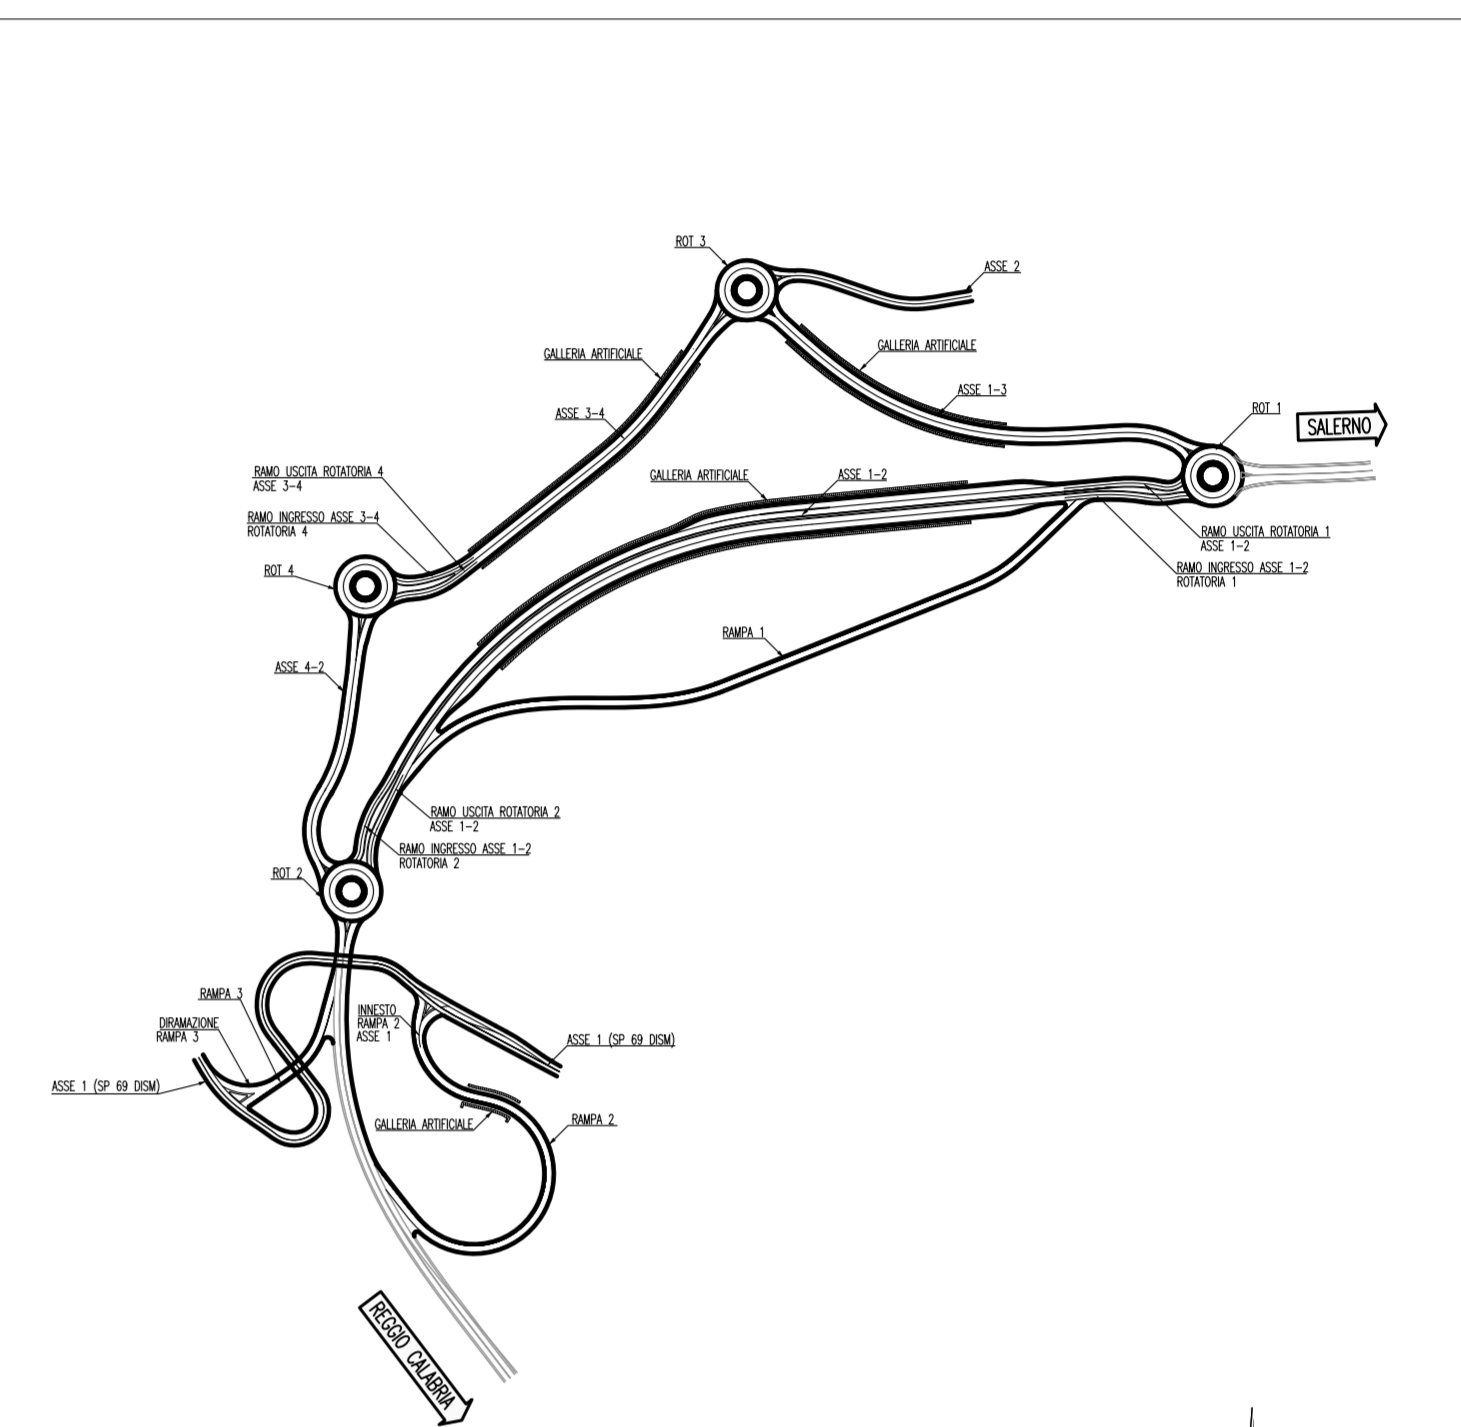 ROT 3
ASSE 2
GALLERIA ARTIFICIALE
GALLERIA ARTIFICIALE
ASSE 1-3
ASSE 3-4
ROT 1
SALERNO
RAMO USCITA ROTATORIA 4
ASSE 3-4
GALLERIA ARTIFICIALE
ASSE 1-2
RAMO INGRESSO ASSE 3-4
ROTATORIA 4
RAMO USCITA ROTATORIA 1
ASSE 1-2
ROT 4
RAMO INGRESSO ASSE 1-2
ROTATORIA 1
RAMPA 1
ASSE 4-2
RAMO USCITA ROTATORIA 2
ASSE 1-2
RAMO INGRESSO ASSE 1-2
ROTATORIA 2
ROT 2
RAMPA 3
DIRAMAZIONE
RAMPA 3
INNESTO
RAMPA 2
ASSE 1
ASSE 1 (SP 69 DISM)
ASSE 1 (SP 69 DISM)
GALLERIA ARTIFICIALE
RAMPA 2
REGGIO CALABRIA